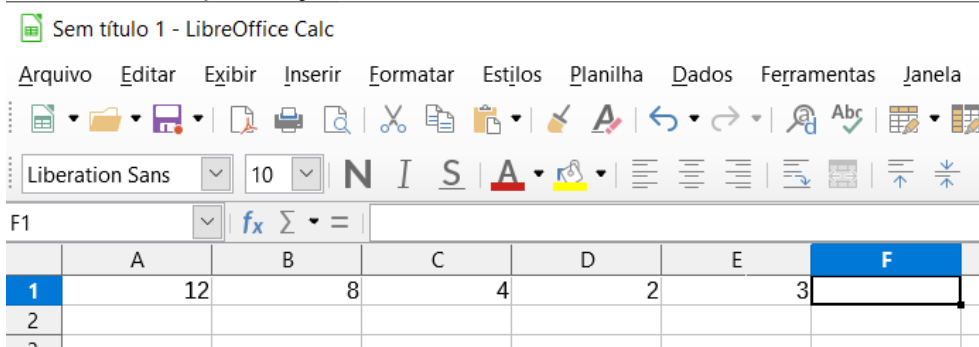 Sem título 1 - LibreOffice Calc
Arquivo Editar Exibir Inserir Formatar Estilos Planilha Dados Ferramentas Janela
Abç
Liberation Sans 10 N I S A
F1 fx Σ =
A B C D E F
1 12 8 4 2 3
2